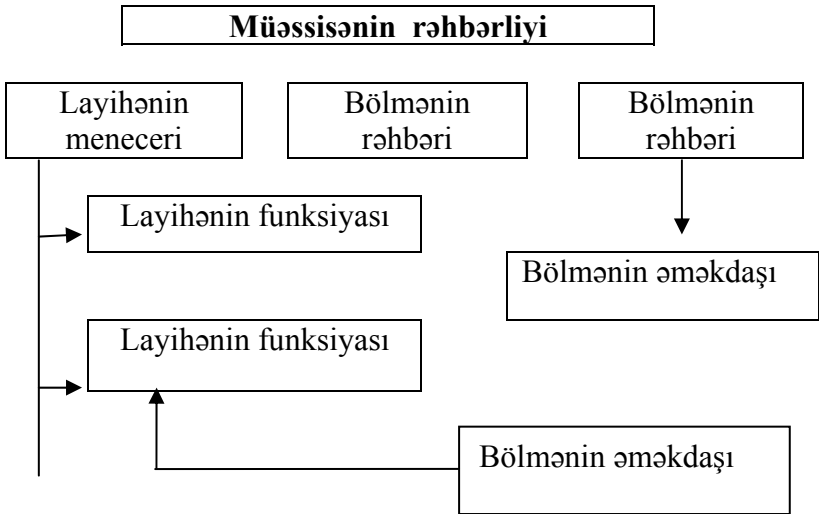 Müəssisənin rəhbərliyi
Layihənin
meneceri
Bölmənin
rəhbəri
Bölmənin
rəhbəri
Layihənin funksiyası
Bölmənin əməkdaşı
Layihənin funksiyası
Bölmənin əməkdaşı